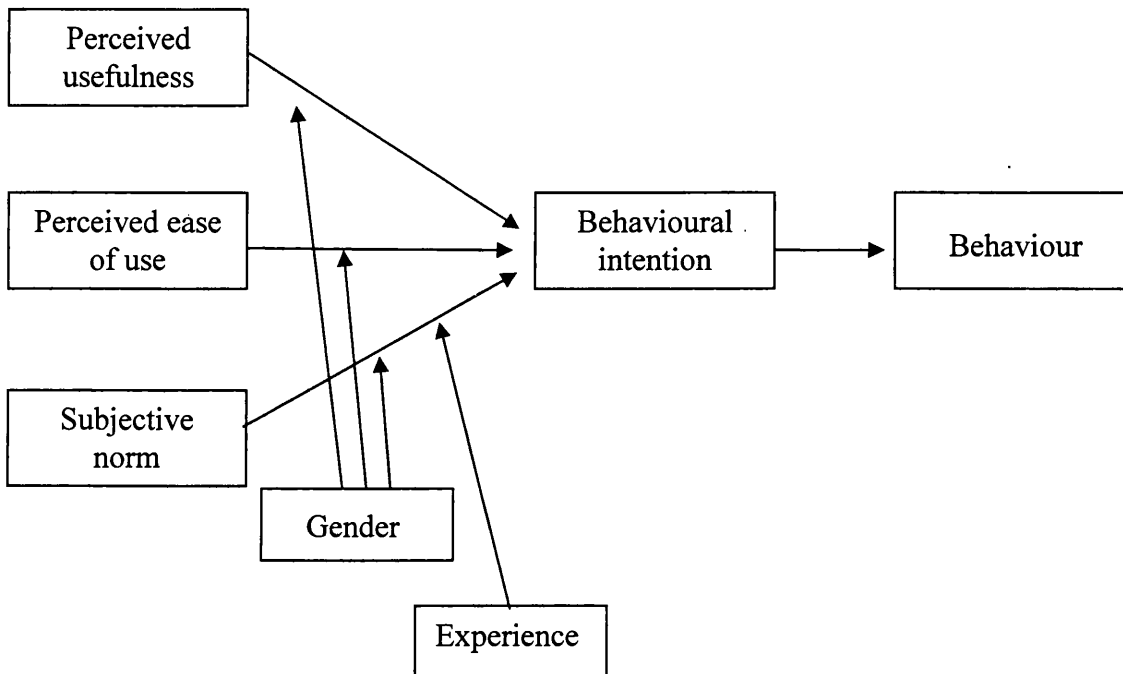 Perceived
usefulness
Perceived ease
of use
Behavioural
intention
Behaviour
Subjective
norm
Gender
Experience